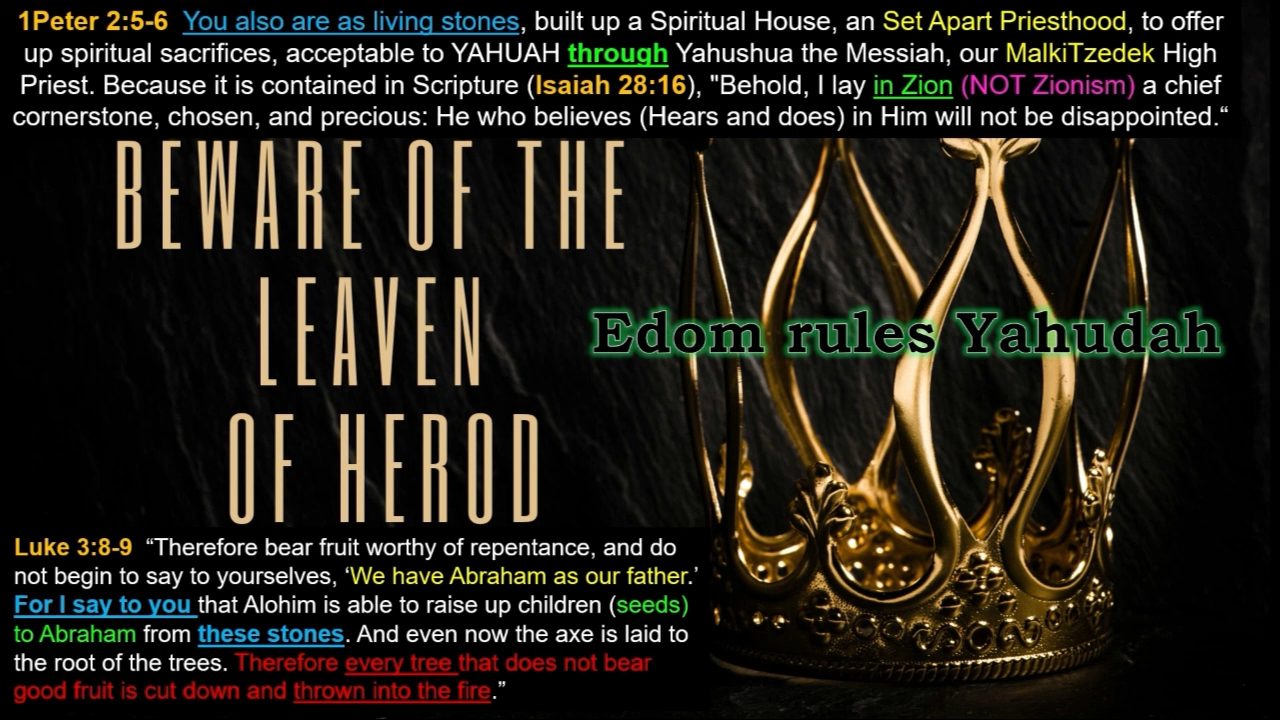 1Peter 2:5-6  You also are as living stones, built up a Spiritual House, an Set Apart Priesthood, to offer
up spiritual sacrifices, acceptable to YAHUAH through Yahushua the Messiah, our MalkiTzedek High
Priest. Because it is contained in Scripture (Isaiah 28:16), "Behold, I lay in Zion (NOT Zionism) a chief
cornerstone, chosen, and precious: He who believes (Hears and does) in Him will not be disappointed.“
BEWARE OF THE
LEAVEN
OF HEROD
Edom rules Yahudah
Luke 3:8-9  “Therefore bear fruit worthy of repentance, and do
not begin to say to yourselves, ‘We have Abraham as our father.’
For I say to you that Alohim is able to raise up children (seeds)
to Abraham from these stones. And even now the axe is laid to
the root of the trees. Therefore every tree that does not bear
good fruit is cut down and thrown into the fire.”